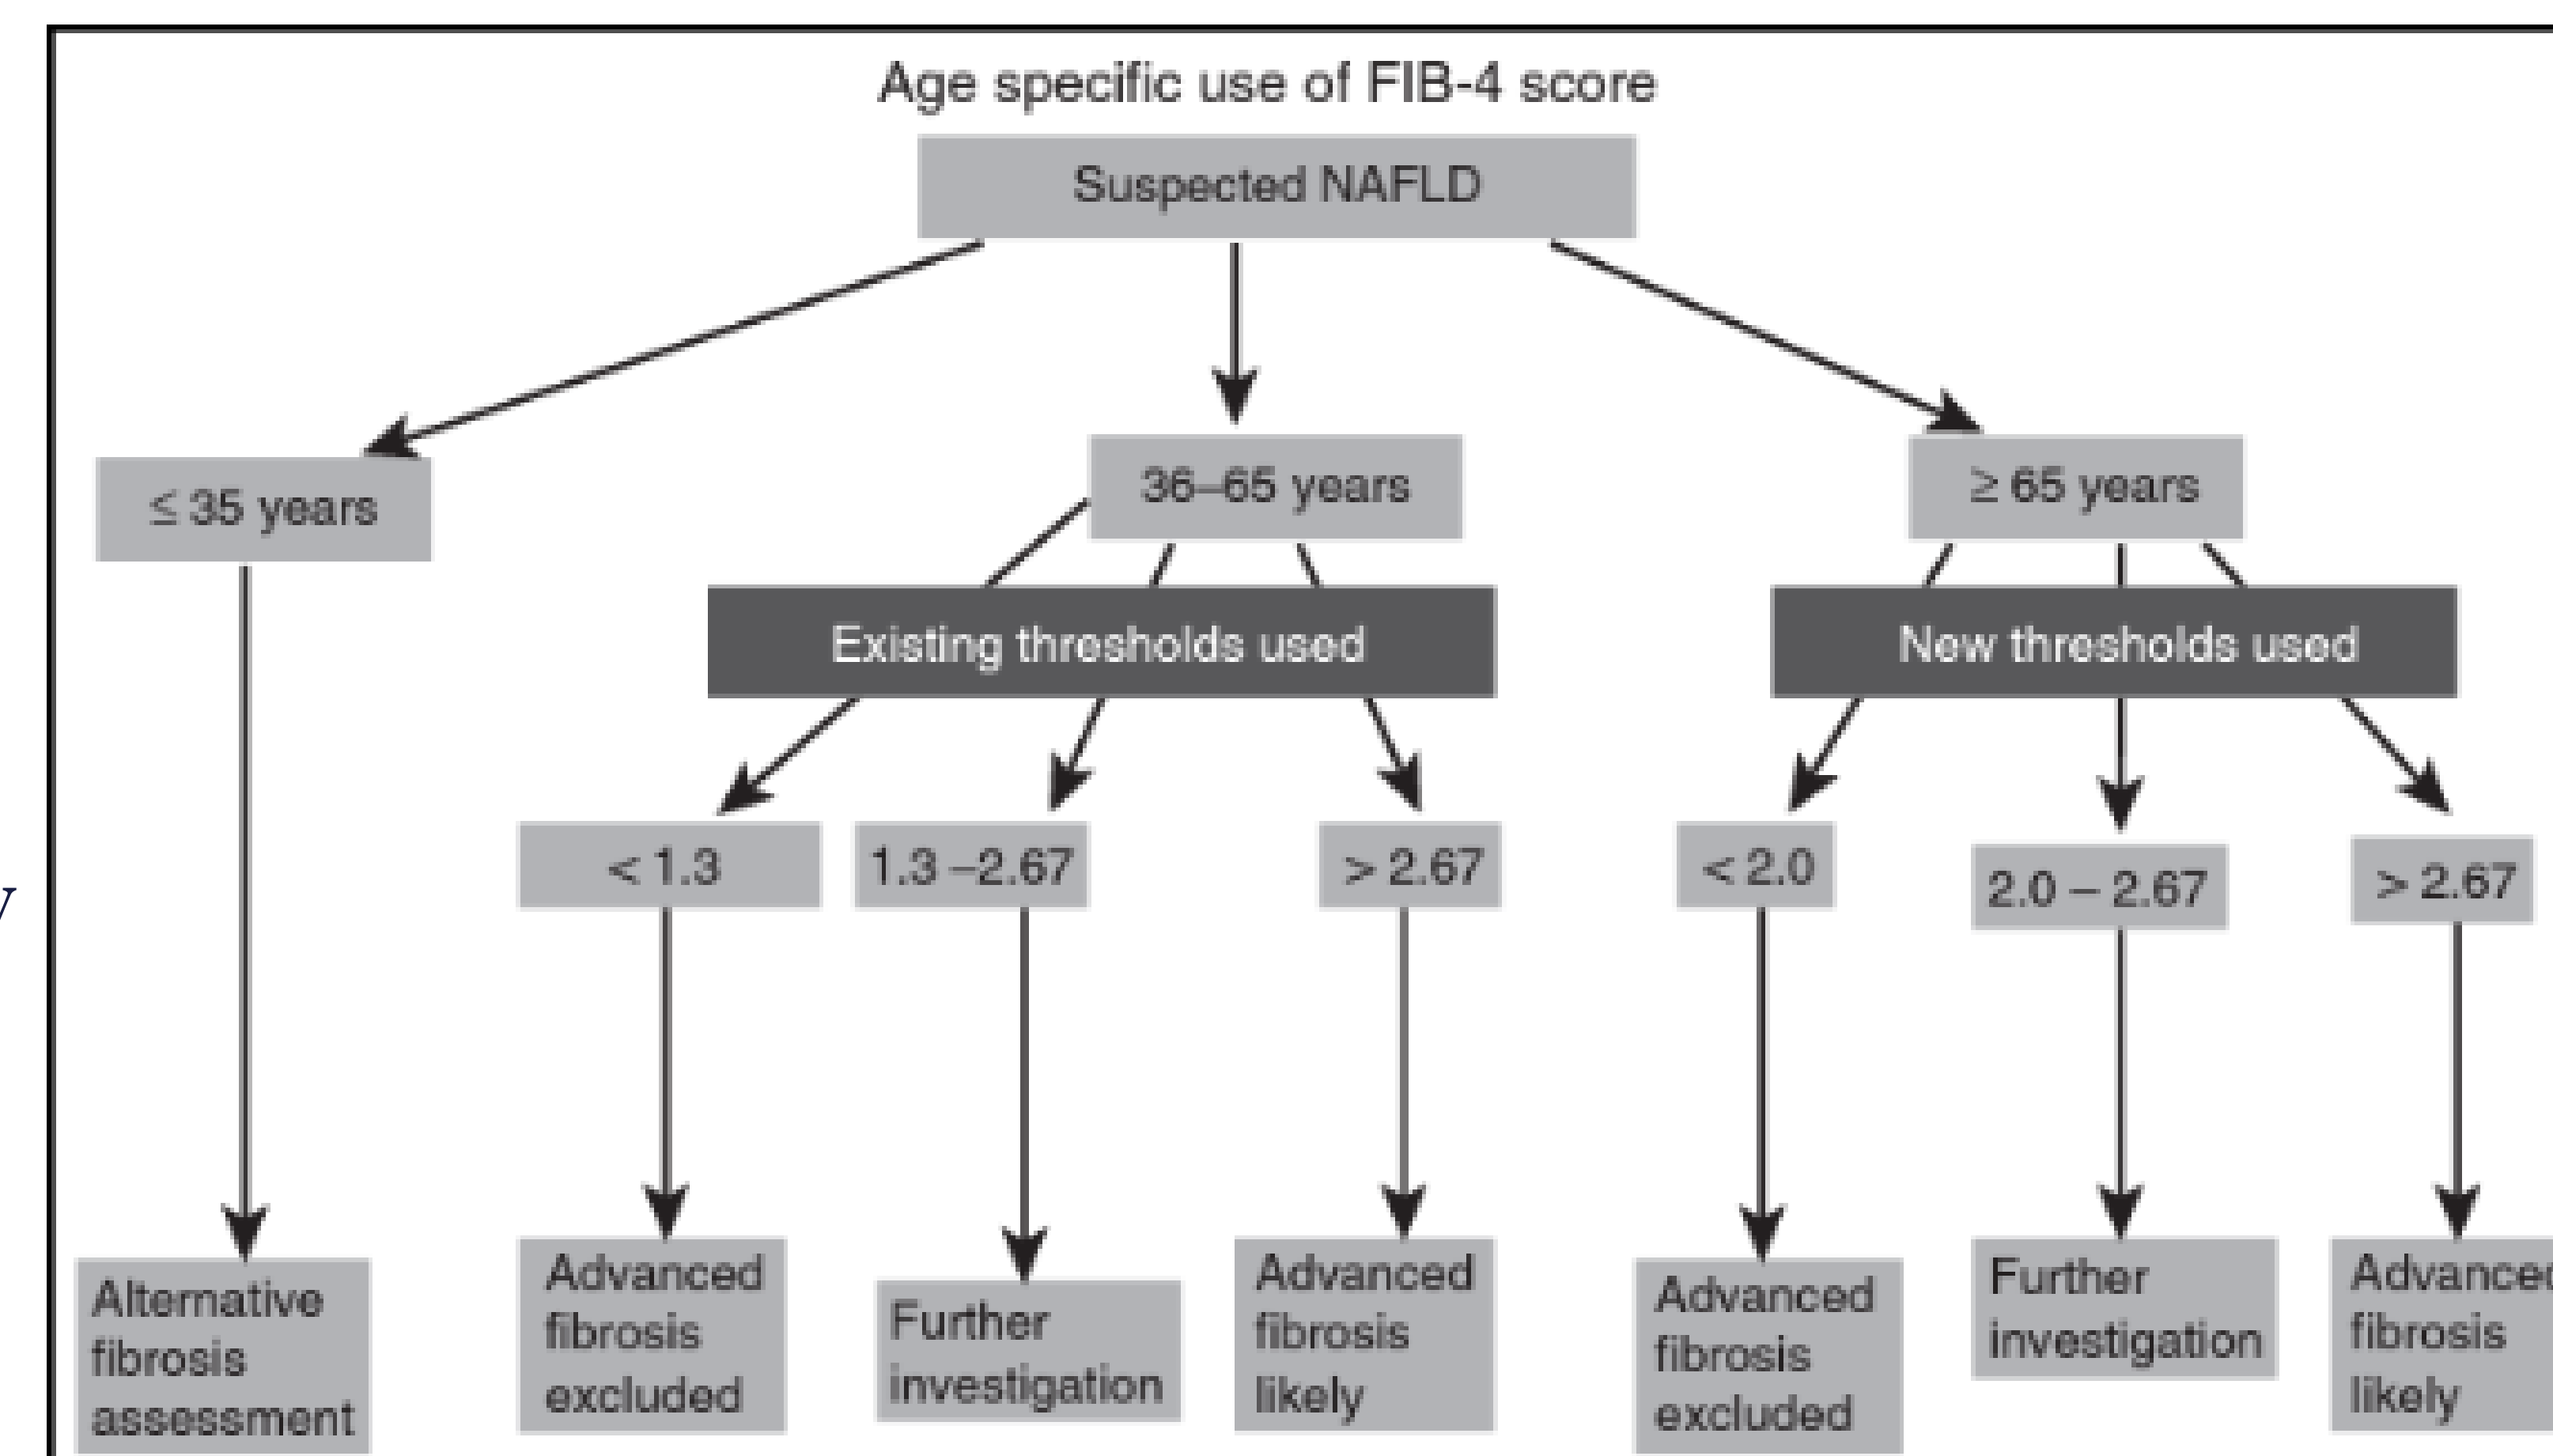 Age specific use of FIB-4 score
Suspected NAFLD
≤ 35 years
36–65 years
≥ 65 years
Existing thresholds used
New thresholds used
< 1.3
1.3 –2.67
> 2.67
< 2.0
2.0 – 2.67
> 2.67
Alternative
fibrosis
assessment
Advanced
fibrosis
excluded
Further
investigation
Advanced
fibrosis
likely
Advanced
fibrosis
excluded
Further
investigation
Advanced
fibrosis
likely